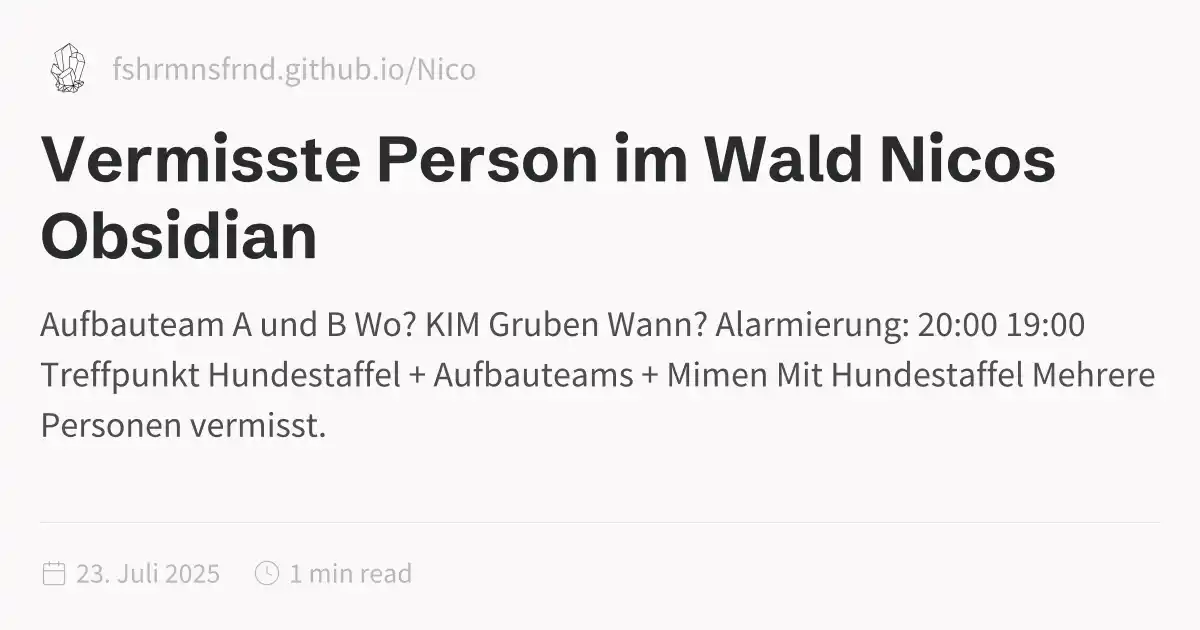 fshrmnsfrnd.github.io/Nico
Vermisste Person im Wald Nicos
Obsidian
Aufbauteam A und B Wo? KIM Gruben Wann? Alarmierung: 20:00 19:00
Treffpunkt Hundestaffel + Aufbauteams + Mimen Mit Hundestaffel Mehrere
Personen vermisst.
23. Juli 2025
1 min read